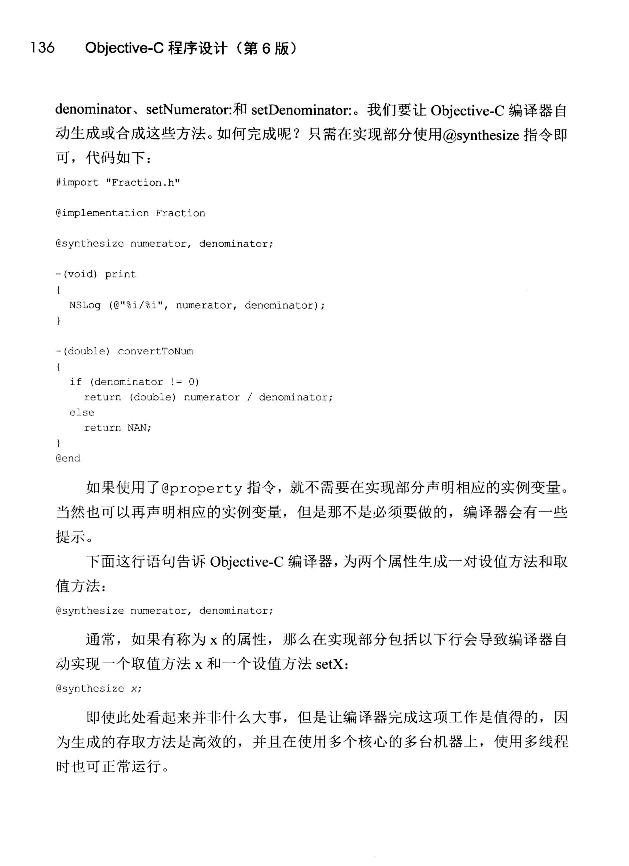 136 Objective-C 程序设计（第 6 版）
denominator、setNumerator:和 setDenominator:。我们要让 Objective-C 编译器自
动生成或合成这些方法。如何完成呢？只需在实现部分使用@synthesize 指令即
可，代码如下：
#import "Fraction.h"
@implementation Fraction
@synthesize numerator, denominator;
-(void) print
{
NSLog (@"%i/%i", numerator, denominator);
}
-(double) convertToNum
{
if (denominator != 0)
return (double) numerator / denominator;
else
return NAN;
}
@end
如果使用了@property 指令，就不需要在实现部分声明相应的实例变量。
当然也可以再声明相应的实例变量，但是那不是必须要做的，编译器会有一些
提示。
下面这行语句告诉 Objective-C 编译器，为两个属性生成一对设值方法和取
值方法：
@synthesize numerator, denominator;
通常，如果有称为 x 的属性，那么在实现部分包括以下行会导致编译器自
动实现一个取值方法 x 和一个设值方法 setX：
@synthesize x;
即使此处看起来并非什么大事，但是让编译器完成这项工作是值得的，因
为生成的存取方法是高效的，并且在使用多个核心的多台机器上，使用多线程
时也可正常运行。